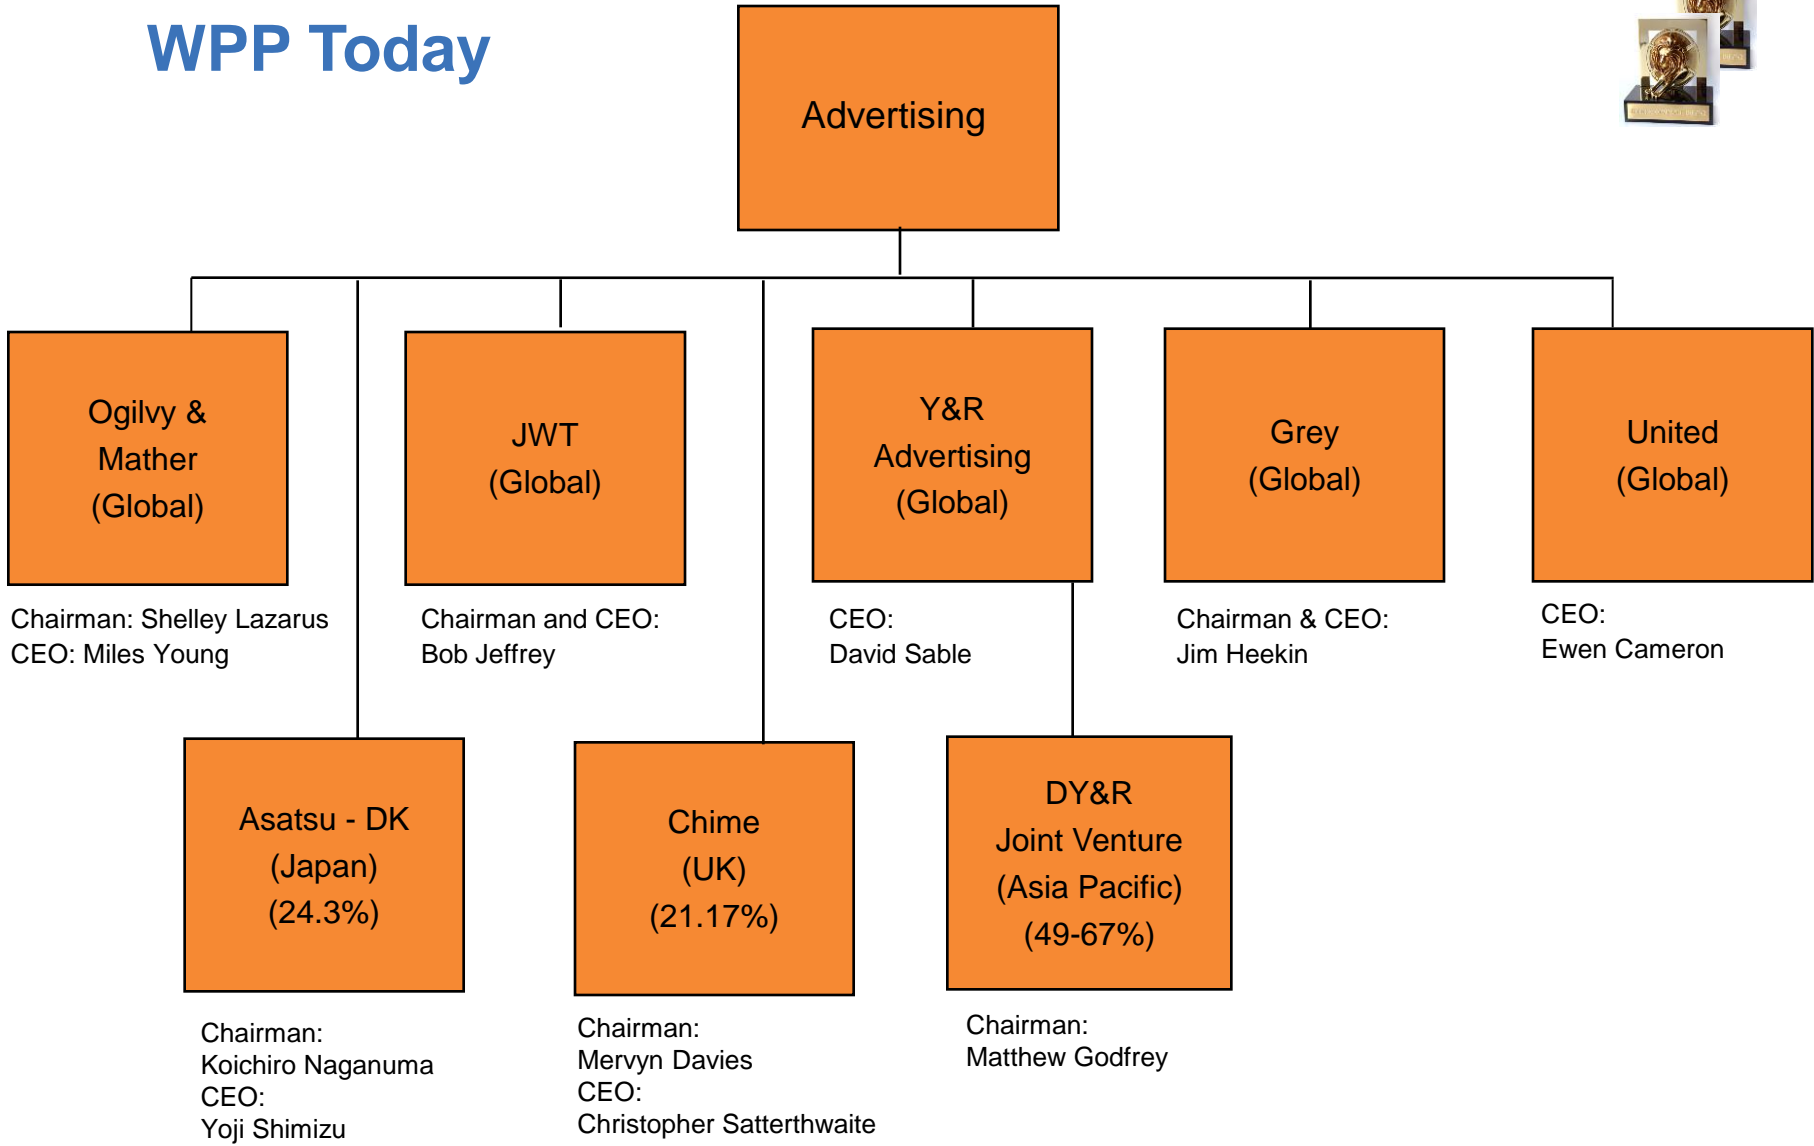 WPP Today
Advertising
Ogilvy &
Mather
(Global)
Chairman: Shelley Lazarus
CEO: Miles Young
JWT
(Global)
Chairman and CEO:
Bob Jeffrey
Y&R
Advertising
(Global)
CEO:
David Sable
Grey
(Global)
Chairman & CEO:
Jim Heekin
United
(Global)
CEO:
Ewen Cameron
Asatsu - DK
(Japan)
(24.3%)
Chairman:
Koichiro Naganuma
CEO:
Yoji Shimizu
Chime
(UK)
(21.17%)
Chairman:
Mervyn Davies
CEO:
Christopher Satterthwaite
DY&R
Joint Venture
(Asia Pacific)
(49-67%)
Chairman:
Matthew Godfrey